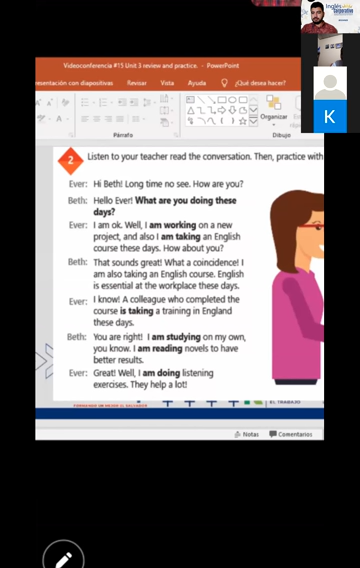 Inglés
Corporativo
Videoconferencia #15 Unit 3 review and practice. - PowerPoint
presentación con diapositivas Revisar Vista Ayuda ¿Qué desea hacer?
K
Organizar
Párrafo
Dibujo
2 Listen to your teacher read the conversation. Then, practice with
Ever: Hi Beth! Long time no see. How are you?
Beth: Hello Ever! What are you doing these
days?
Ever: I am ok. Well, I am working on a new
project, and also I am taking an English
course these days. How about you?
Beth: That sounds great! What a coincidence! I
am also taking an English course. English
is essential at the workplace these days.
Ever: I know! A colleague who completed the
course is taking a training in England
these days.
Beth: You are right! I am studying on my own,
you know. I am reading novels to have
better results.
Ever: Great! Well, I am doing listening
exercises. They help a lot!
EL TRABAJO
Notas Comentarios